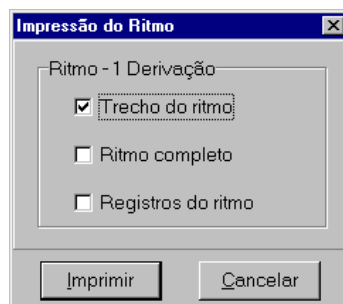 Impressão do Ritmo
Ritmo - 1 Derivação
Trecho do ritmo
Ritmo completo
Registros do ritmo
Imprimir
Cancelar